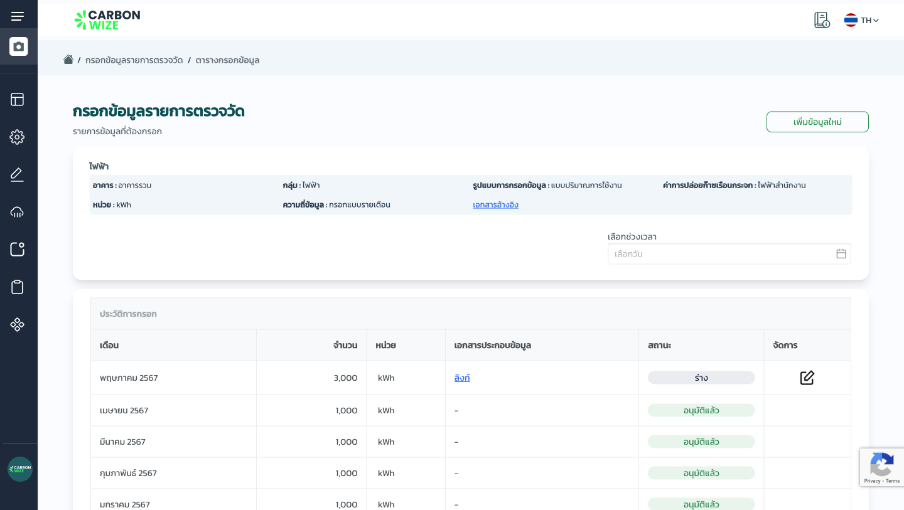 CARBON
WIZE
TH
/ กรอกข้อมูลรายการตรวจวัด / ตารางกรอกข้อมูล
กรอกข้อมูลรายการตรวจวัด
รายการข้อมูลที่ต้องกรอก
เพิ่มข้อมูลใหม่
ไฟฟ้า
อาคาร : อาคารรวม กลุ่ม : ไฟฟ้า รูปแบบการกรอกข้อมูล : แบบปริมาณการใช้งาน ค่าการปล่อยก๊าซเรือนกระจก : ไฟฟ้าสำนักงาน
หน่วย : kWh ความถี่ข้อมูล : กรอกแบบรายเดือน เอกสารอ้างอิง
เลือกช่วงเวลา
เลือกวัน
ประวัติการกรอก
เดือน จำนวน หน่วย เอกสารประกอบข้อมูล สถานะ จัดการ
พฤษภาคม 2567 3,000 kWh ลิงก์ ร่าง
เมษายน 2567 1,000 kWh - อนุมัติแล้ว
มีนาคม 2567 1,000 kWh - อนุมัติแล้ว
กุมภาพันธ์ 2567 1,000 kWh - อนุมัติแล้ว
มกราคม 2567 1,000 kWh - อนุมัติแล้ว
CARBON
WIZE
Privacy - Terms